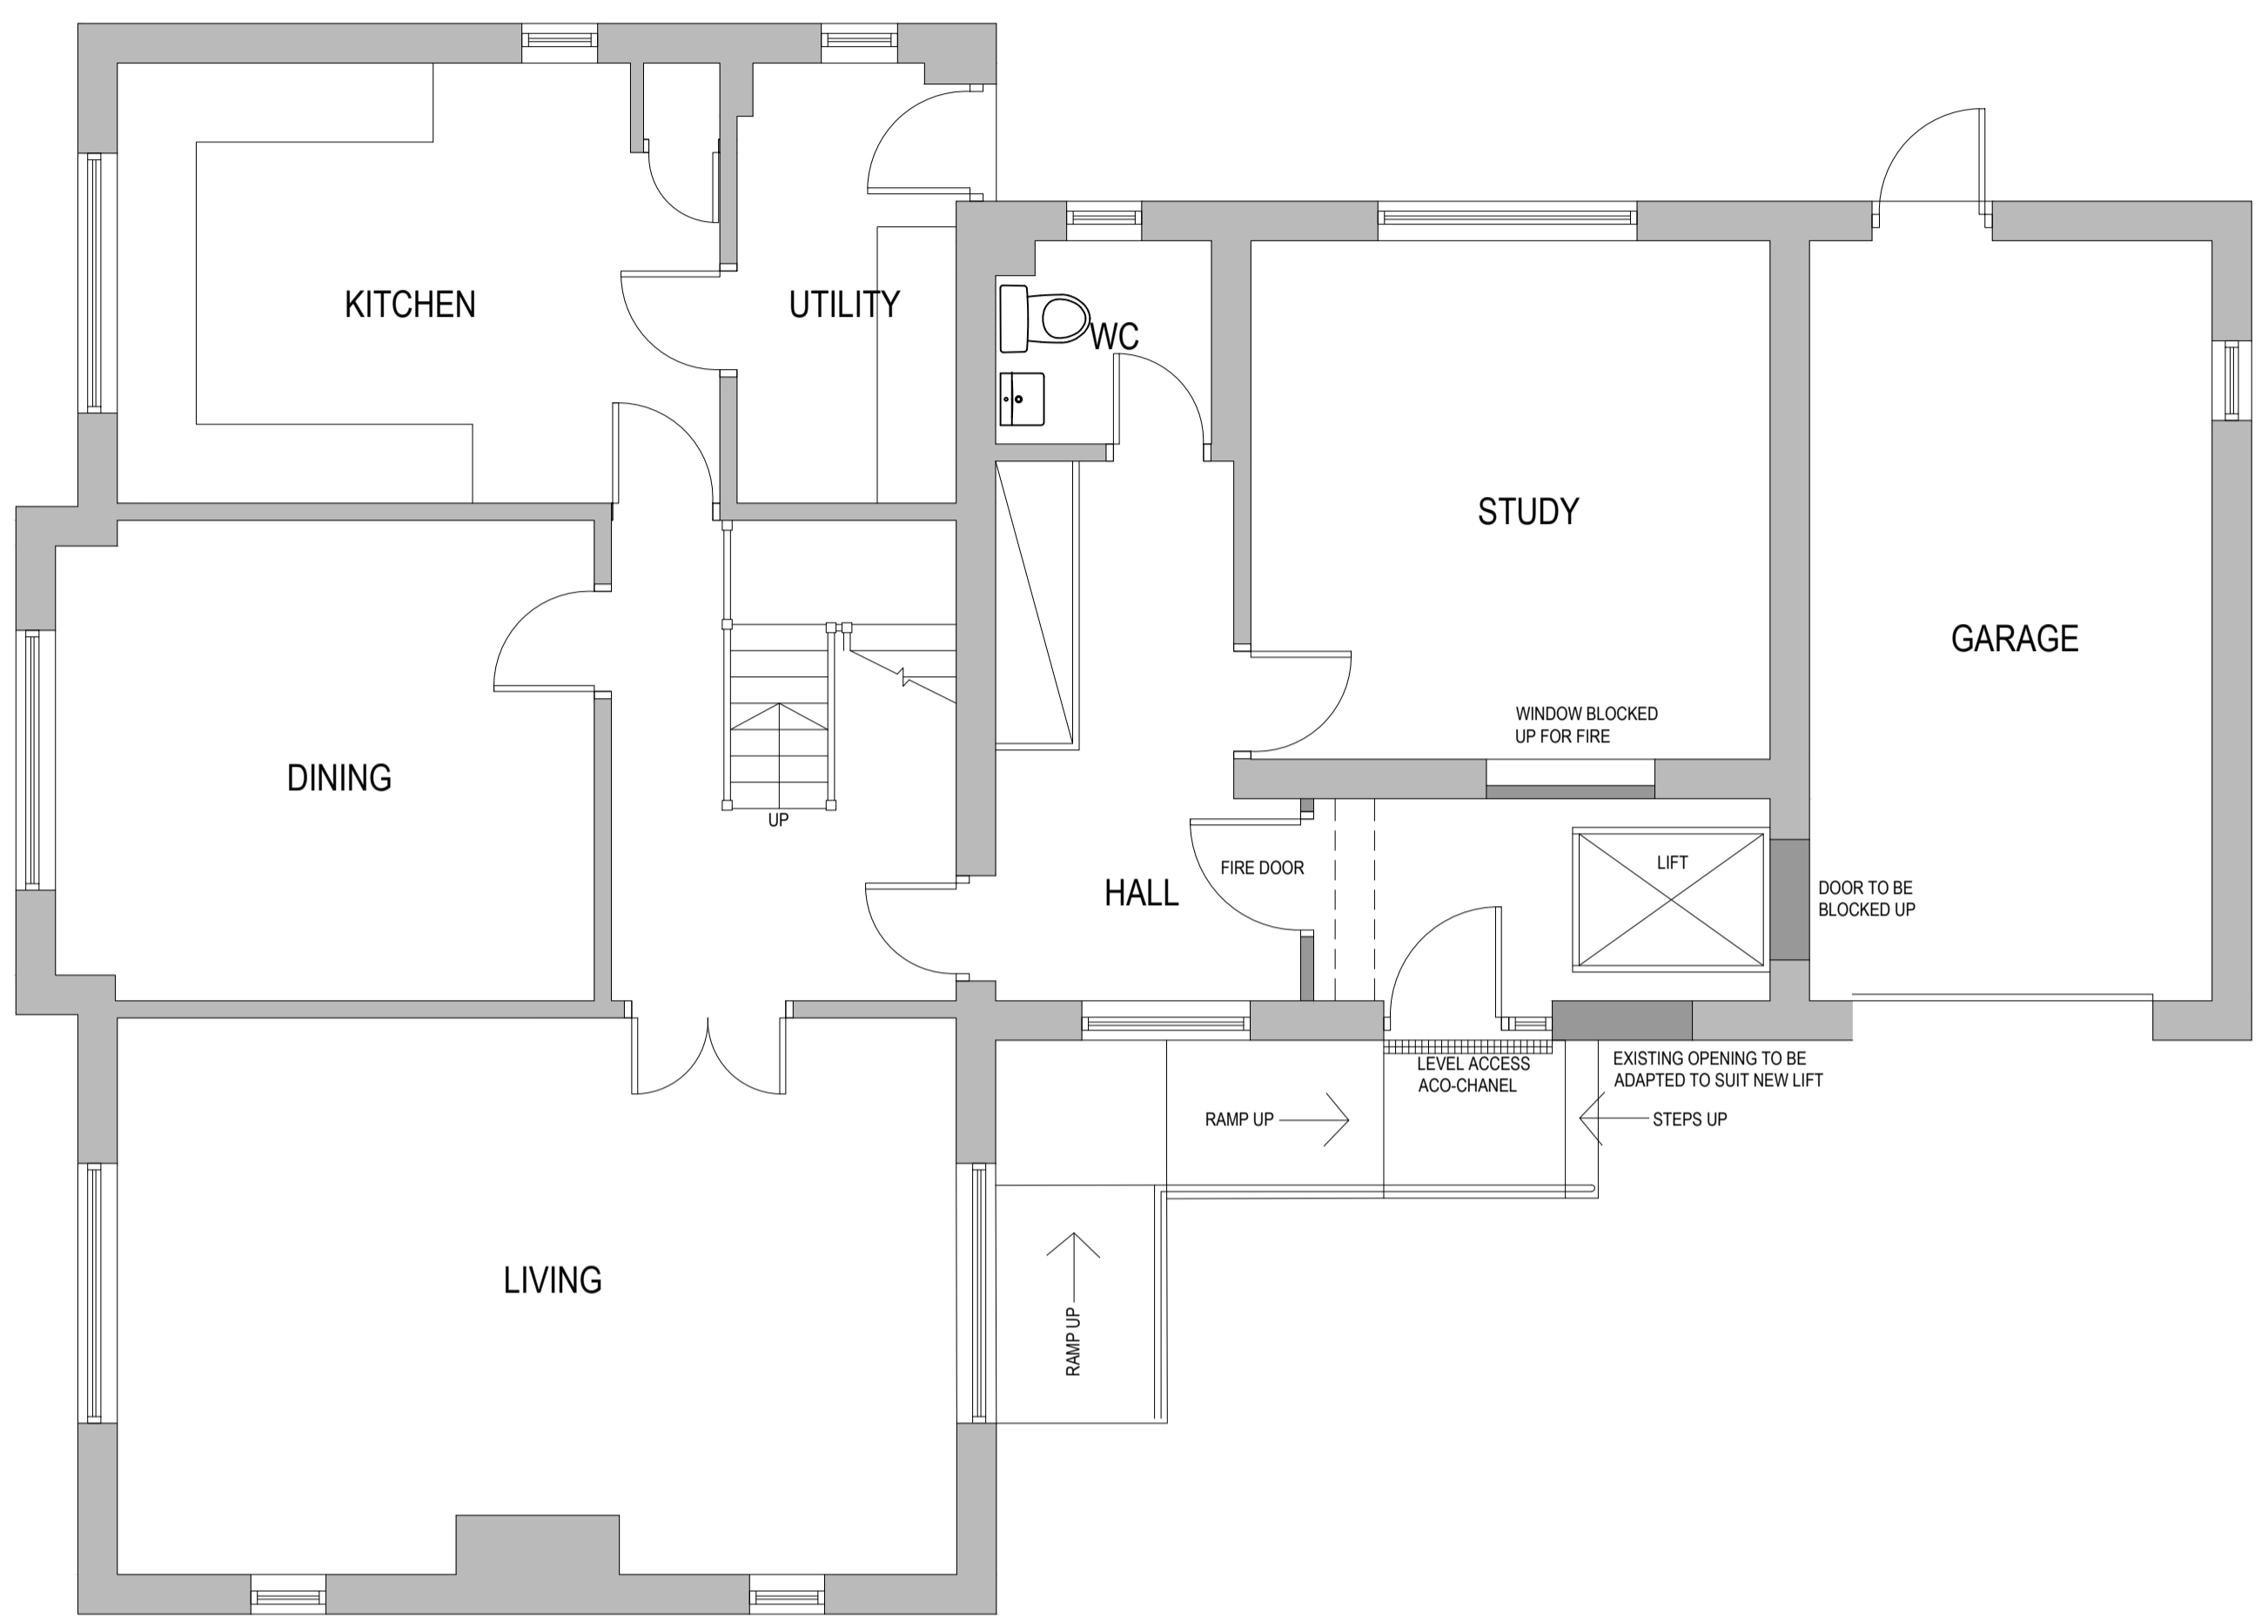 KITCHEN
UTILITY
WC
STUDY
GARAGE
WINDOW BLOCKED
UP FOR FIRE
DINING
UP
FIRE DOOR
LIFT
HALL
DOOR TO BE
BLOCKED UP
LEVEL ACCESS
ACO-CHANEL
EXISTING OPENING TO BE
ADAPTED TO SUIT NEW LIFT
RAMP UP
STEPS UP
LIVING
RAMP UP